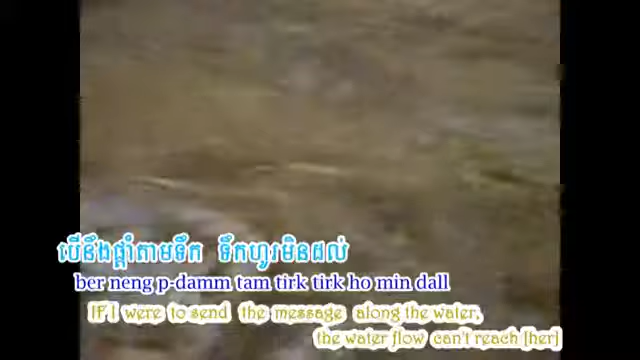 បើនឹងផ្ដាំតាមទឹក ទឹកហូរមិនដល់
ber neng p-damm tam tirk tirk ho min dall
IF I were to send the message along the water,
the water flow can't reach [her]